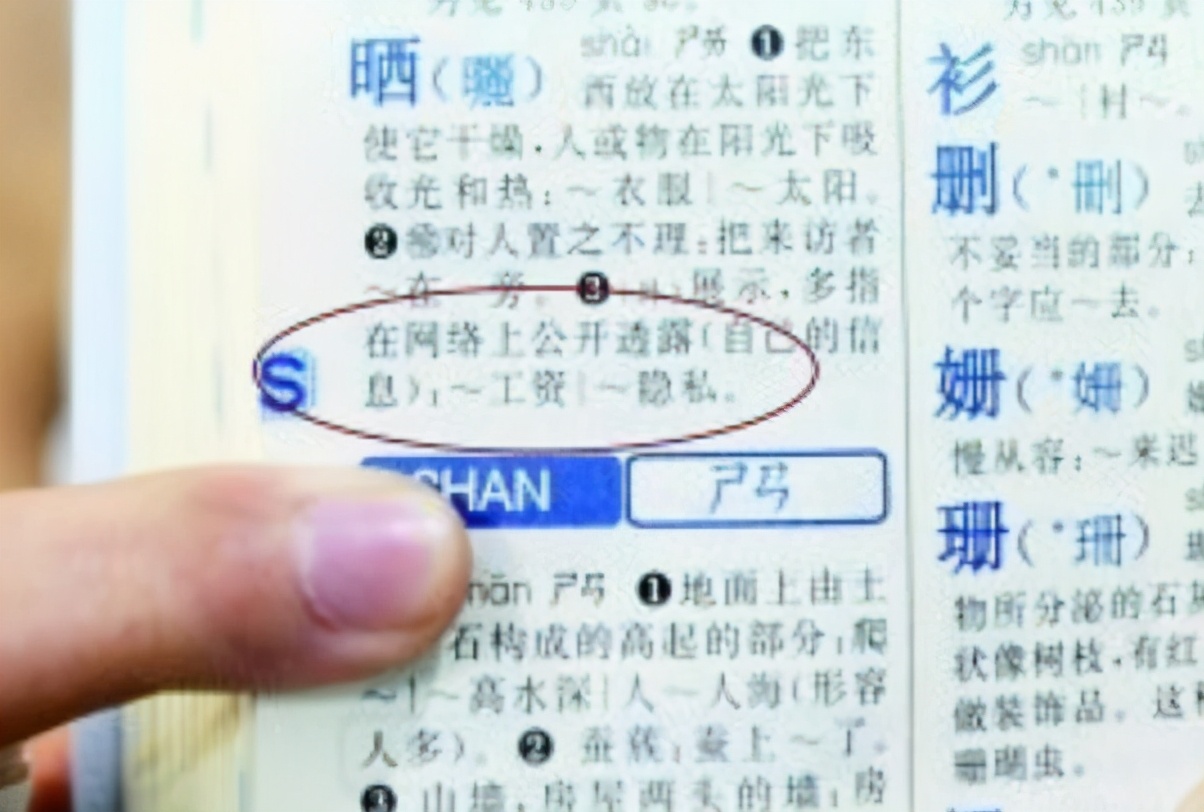 晒(曬) shài ㄕㄞˋ ❶把东
西放在太阳光下
使它干燥,人或物在阳光下吸
收光和热:～衣服|～太阳。
❷ 对人置之不理:把来访者
～在一旁。❸ 展示,多指
在网络上公开透露(自己的信
息):～工资|～隐私。
S
SHAN ㄕㄢ
shān ㄕㄢ ❶地面上由土
石构成的高起的部分:爬
～|～高水深|人～人海(形容
人多)。❷ 蚕蔟:蚕上～了。
❸ 山墙,房屋两头的墙:房
衫 shān ㄕㄢ
～|衬～。
删(*刪)
不妥当的部分:
个字应～去。
姗(*姍)
慢从容:～来迟
珊(*珊)
物所分泌的石
状像树枝,有红
做装饰品。这
珊瑚虫。